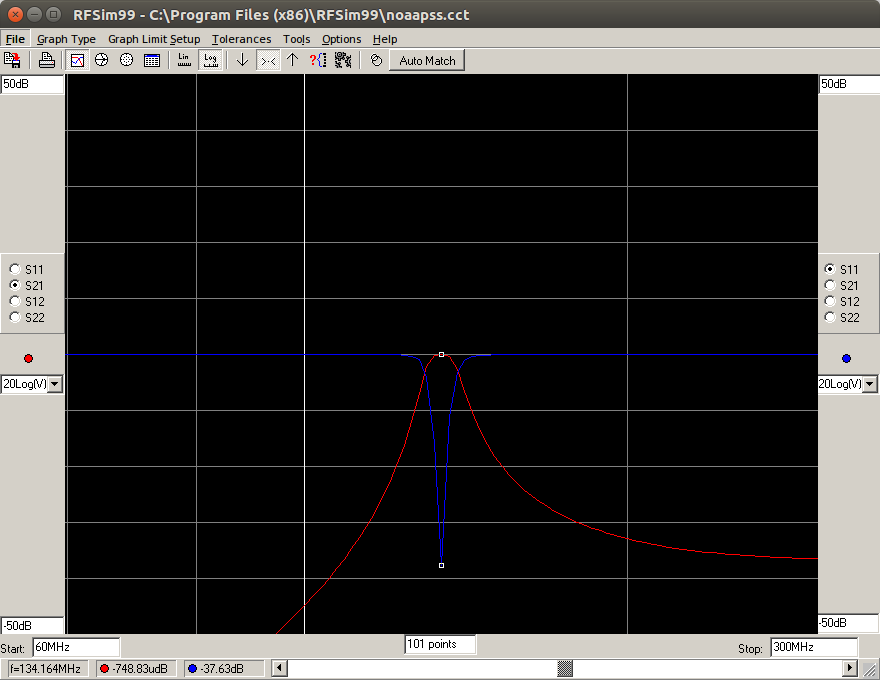 RFSim99 - C:\Program Files (x86)\RFSim99\noaapss.cct
File Graph Type Graph Limit Setup Tolerances Tools Options Help
Lin Log ?{} Auto Match
50dB 50dB
S11 S11
S21 S21
S12 S12
S22 S22
20Log(V) 20Log(V)
-50dB -50dB
Start: 60MHz 101 points Stop: 300MHz
f=134.164MHz -748.83udB -37.63dB